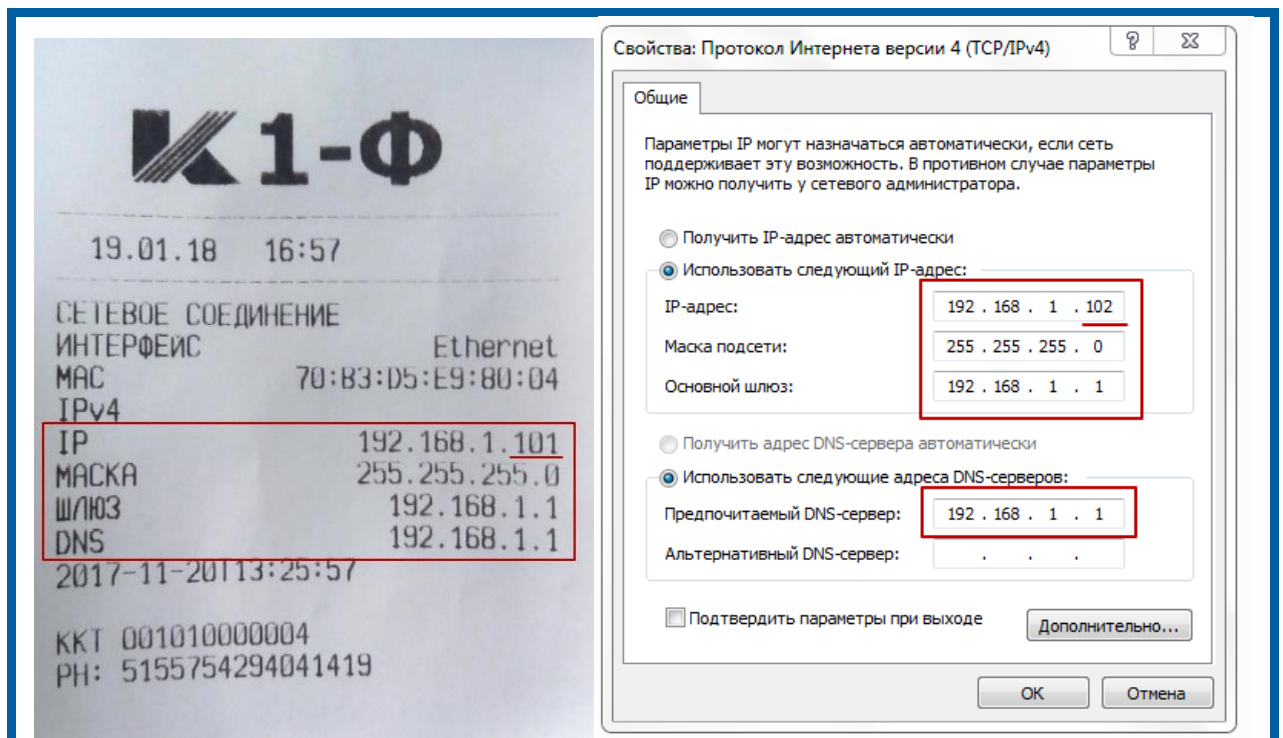 К 1-Ф
19.01.18 16:57
СЕТЕВОЕ СОЕДИНЕНИЕ
ИНТЕРФЕЙС Ethernet
MAC 70:B3:D5:E9:80:04
IPv4
IP 192.168.1.101
МАСКА 255.255.255.0
ШЛЮЗ 192.168.1.1
DNS 192.168.1.1
2017-11-20T13:25:57
ККТ 001010000004
РН: 5155754294041419
Свойства: Протокол Интернета версии 4 (TCP/IPv4)
Общие
Параметры IP могут назначаться автоматически, если сеть
поддерживает эту возможность. В противном случае параметры
IP можно получить у сетевого администратора.
Получить IP-адрес автоматически
Использовать следующий IP-адрес:
IP-адрес: 192 . 168 . 1 . 102
Маска подсети: 255 . 255 . 255 . 0
Основной шлюз: 192 . 168 . 1 . 1
Получить адрес DNS-сервера автоматически
Использовать следующие адреса DNS-серверов:
Предпочитаемый DNS-сервер: 192 . 168 . 1 . 1
Альтернативный DNS-сервер: . . .
Подтвердить параметры при выходе
Дополнительно...
ОК Отмена